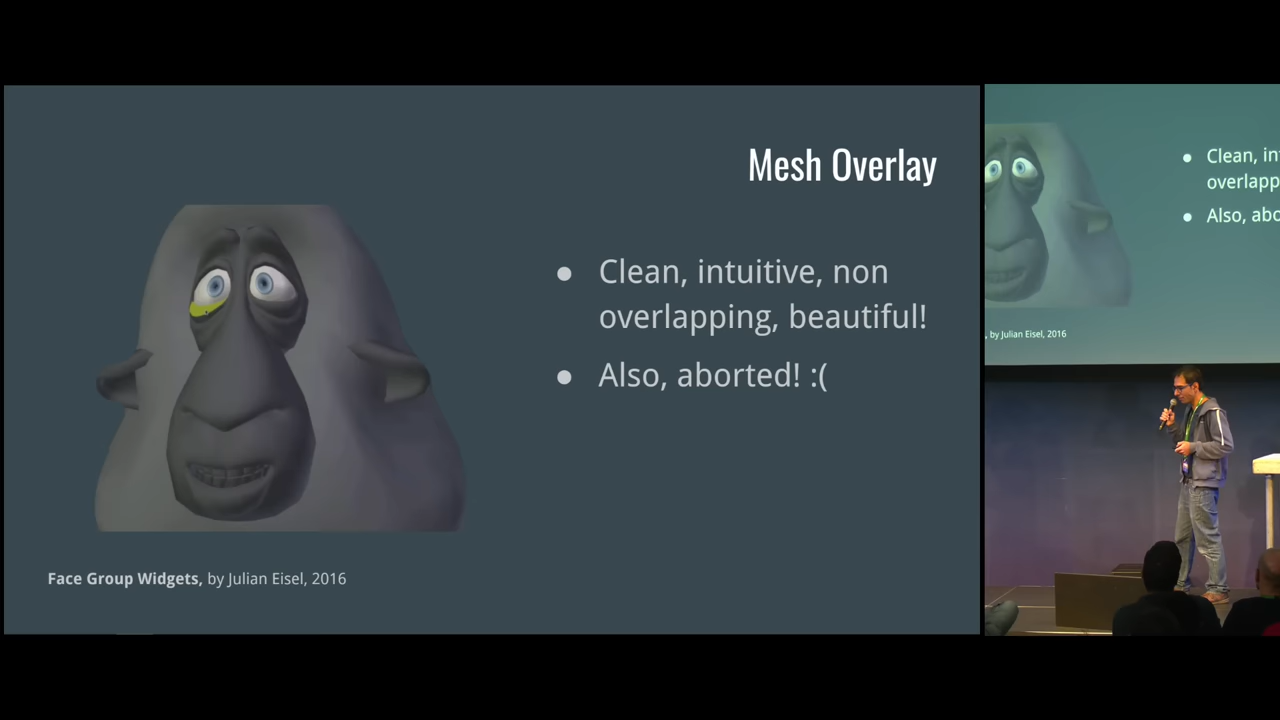 Mesh Overlay
● Clean, intuitive, non
overlapping, beautiful!
● Also, aborted! :(
Face Group Widgets, by Julian Eisel, 2016
● Clean, in
overlapp
● Also, abo
, by Julian Eisel, 2016